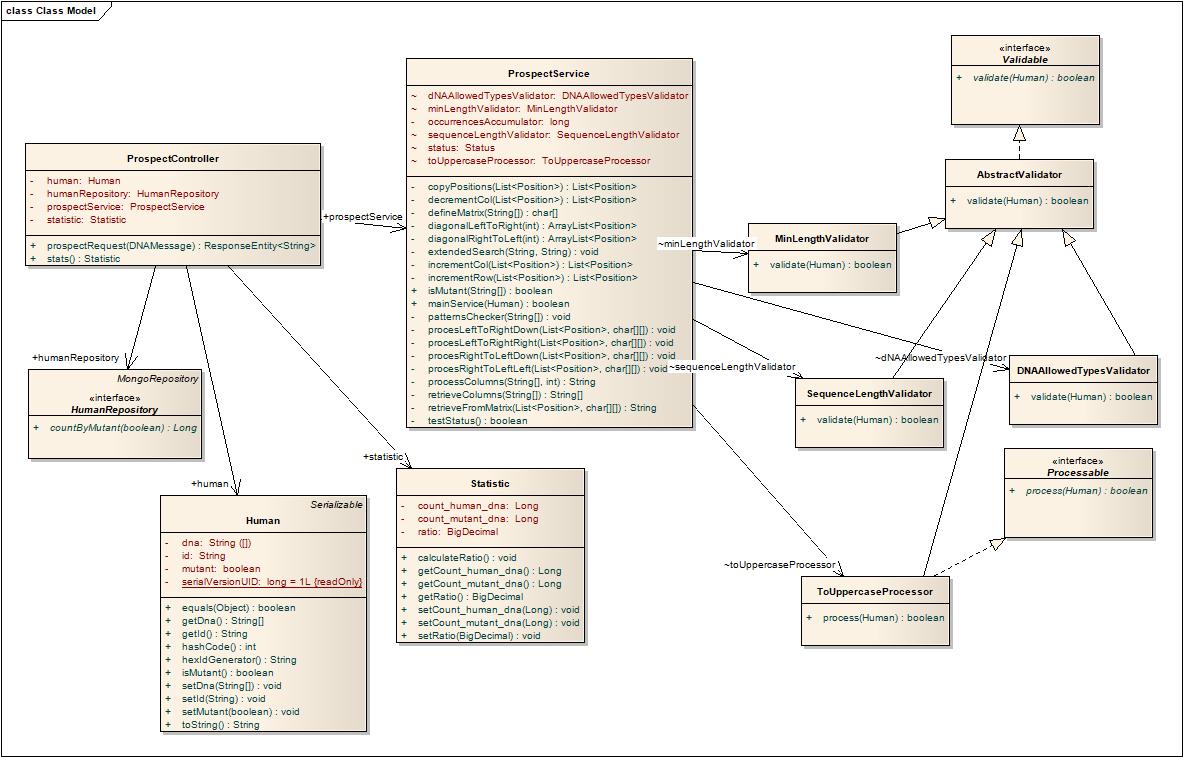 class Class Model
ProspectController
- human: Human
- humanRepository: HumanRepository
- prospectService: ProspectService
- statistic: Statistic
+ prospectRequest(DNAMessage) : ResponseEntity<String>
+ stats() : Statistic
+prospectService
ProspectService
~ dNAAllowedTypesValidator: DNAAllowedTypesValidator
~ minLengthValidator: MinLengthValidator
- occurrencesAccumulator: long
~ sequenceLengthValidator: SequenceLengthValidator
~ status: Status
~ toUppercaseProcessor: ToUppercaseProcessor
- copyPositions(List<Position>) : List<Position>
- decrementCol(List<Position>) : List<Position>
- defineMatrix(String[]) : char[]
- diagonalLeftToRight(int) : ArrayList<Position>
- diagonalRightToLeft(int) : ArrayList<Position>
- extendedSearch(String, String) : void
- incrementCol(List<Position>) : List<Position>
- incrementRow(List<Position>) : List<Position>
+ isMutant(String[]) : boolean
+ mainService(Human) : boolean
- patternsChecker(String[]) : void
- procesLeftToRightDown(List<Position>, char[][]) : void
- procesLeftToRightRight(List<Position>, char[][]) : void
- procesRightToLeftDown(List<Position>, char[][]) : void
- procesRightToLeftLeft(List<Position>, char[][]) : void
- processColumns(String[], int) : String
- retrieveColumns(String[]) : String[]
- retrieveFromMatrix(List<Position>, char[][]) : String
- testStatus() : boolean
«interface»
Validable
+ validate(Human) : boolean
AbstractValidator
+ validate(Human) : boolean
~minLengthValidator
MinLengthValidator
+ validate(Human) : boolean
~dNAAllowedTypesValidator
DNAAllowedTypesValidator
+ validate(Human) : boolean
~sequenceLengthValidator
SequenceLengthValidator
+ validate(Human) : boolean
«interface»
Processable
+ process(Human) : boolean
~toUppercaseProcessor
ToUppercaseProcessor
+ process(Human) : boolean
+humanRepository
MongoRepository
«interface»
HumanRepository
+ countByMutant(boolean) : Long
+human
Serializable
Human
- dna: String ([])
- id: String
- mutant: boolean
- serialVersionUID: long = 1L {readOnly}
+ equals(Object) : boolean
+ getDna() : String[]
+ getId() : String
+ hashCode() : int
+ hexIdGenerator() : String
+ isMutant() : boolean
+ setDna(String[]) : void
+ setId(String) : void
+ setMutant(boolean) : void
+ toString() : String
+statistic
Statistic
- count_human_dna: Long
- count_mutant_dna: Long
- ratio: BigDecimal
+ calculateRatio() : void
+ getCount_human_dna() : Long
+ getCount_mutant_dna() : Long
+ getRatio() : BigDecimal
+ setCount_human_dna(Long) : void
+ setCount_mutant_dna(Long) : void
+ setRatio(BigDecimal) : void